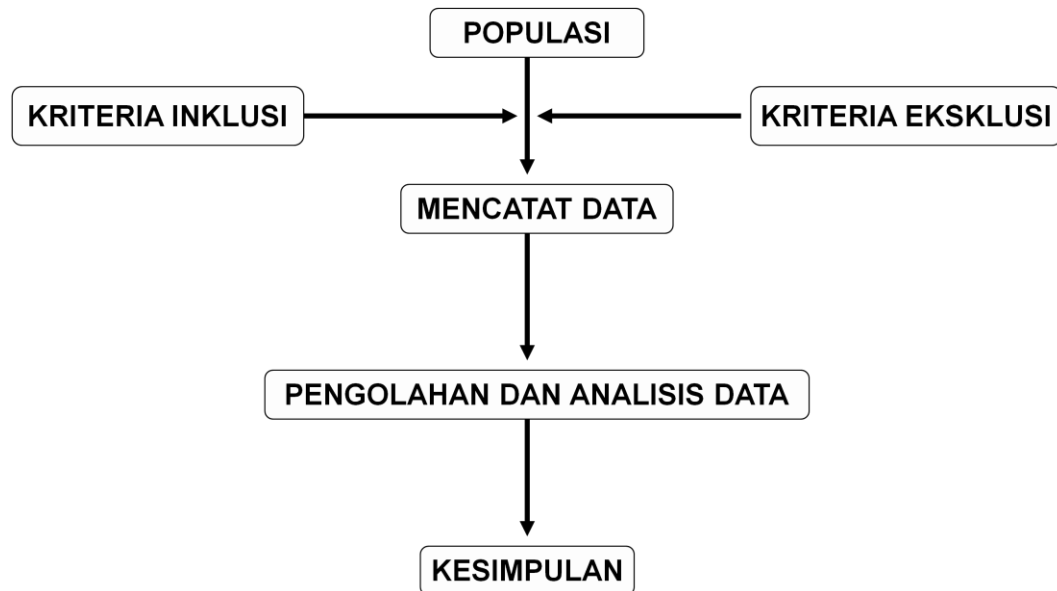 POPULASI
KRITERIA INKLUSI
KRITERIA EKSKLUSI
MENCATAT DATA
PENGOLAHAN DAN ANALISIS DATA
KESIMPULAN